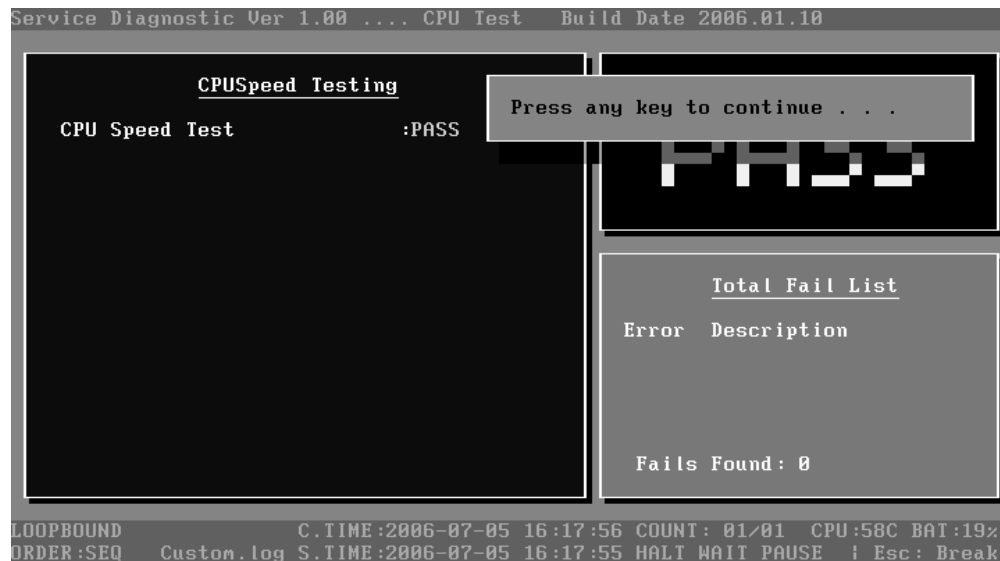 Service Diagnostic Ver 1.00 .... CPU Test Build Date 2006.01.10
CPUSpeed Testing
CPU Speed Test :PASS
Press any key to continue . . .
PASS
Total Fail List
Error Description
Fails Found: 0
LOOPBOUND C.TIME:2006-07-05 16:17:56 COUNT: 01/01 CPU:58C BAT:19%
ORDER:SEQ Custom.log S.TIME:2006-07-05 16:17:55 HALT WAIT PAUSE | Esc: Break